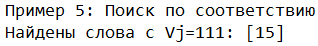 Пример 5: Поиск по соответствию
Найдены слова с Vj=111: [15]